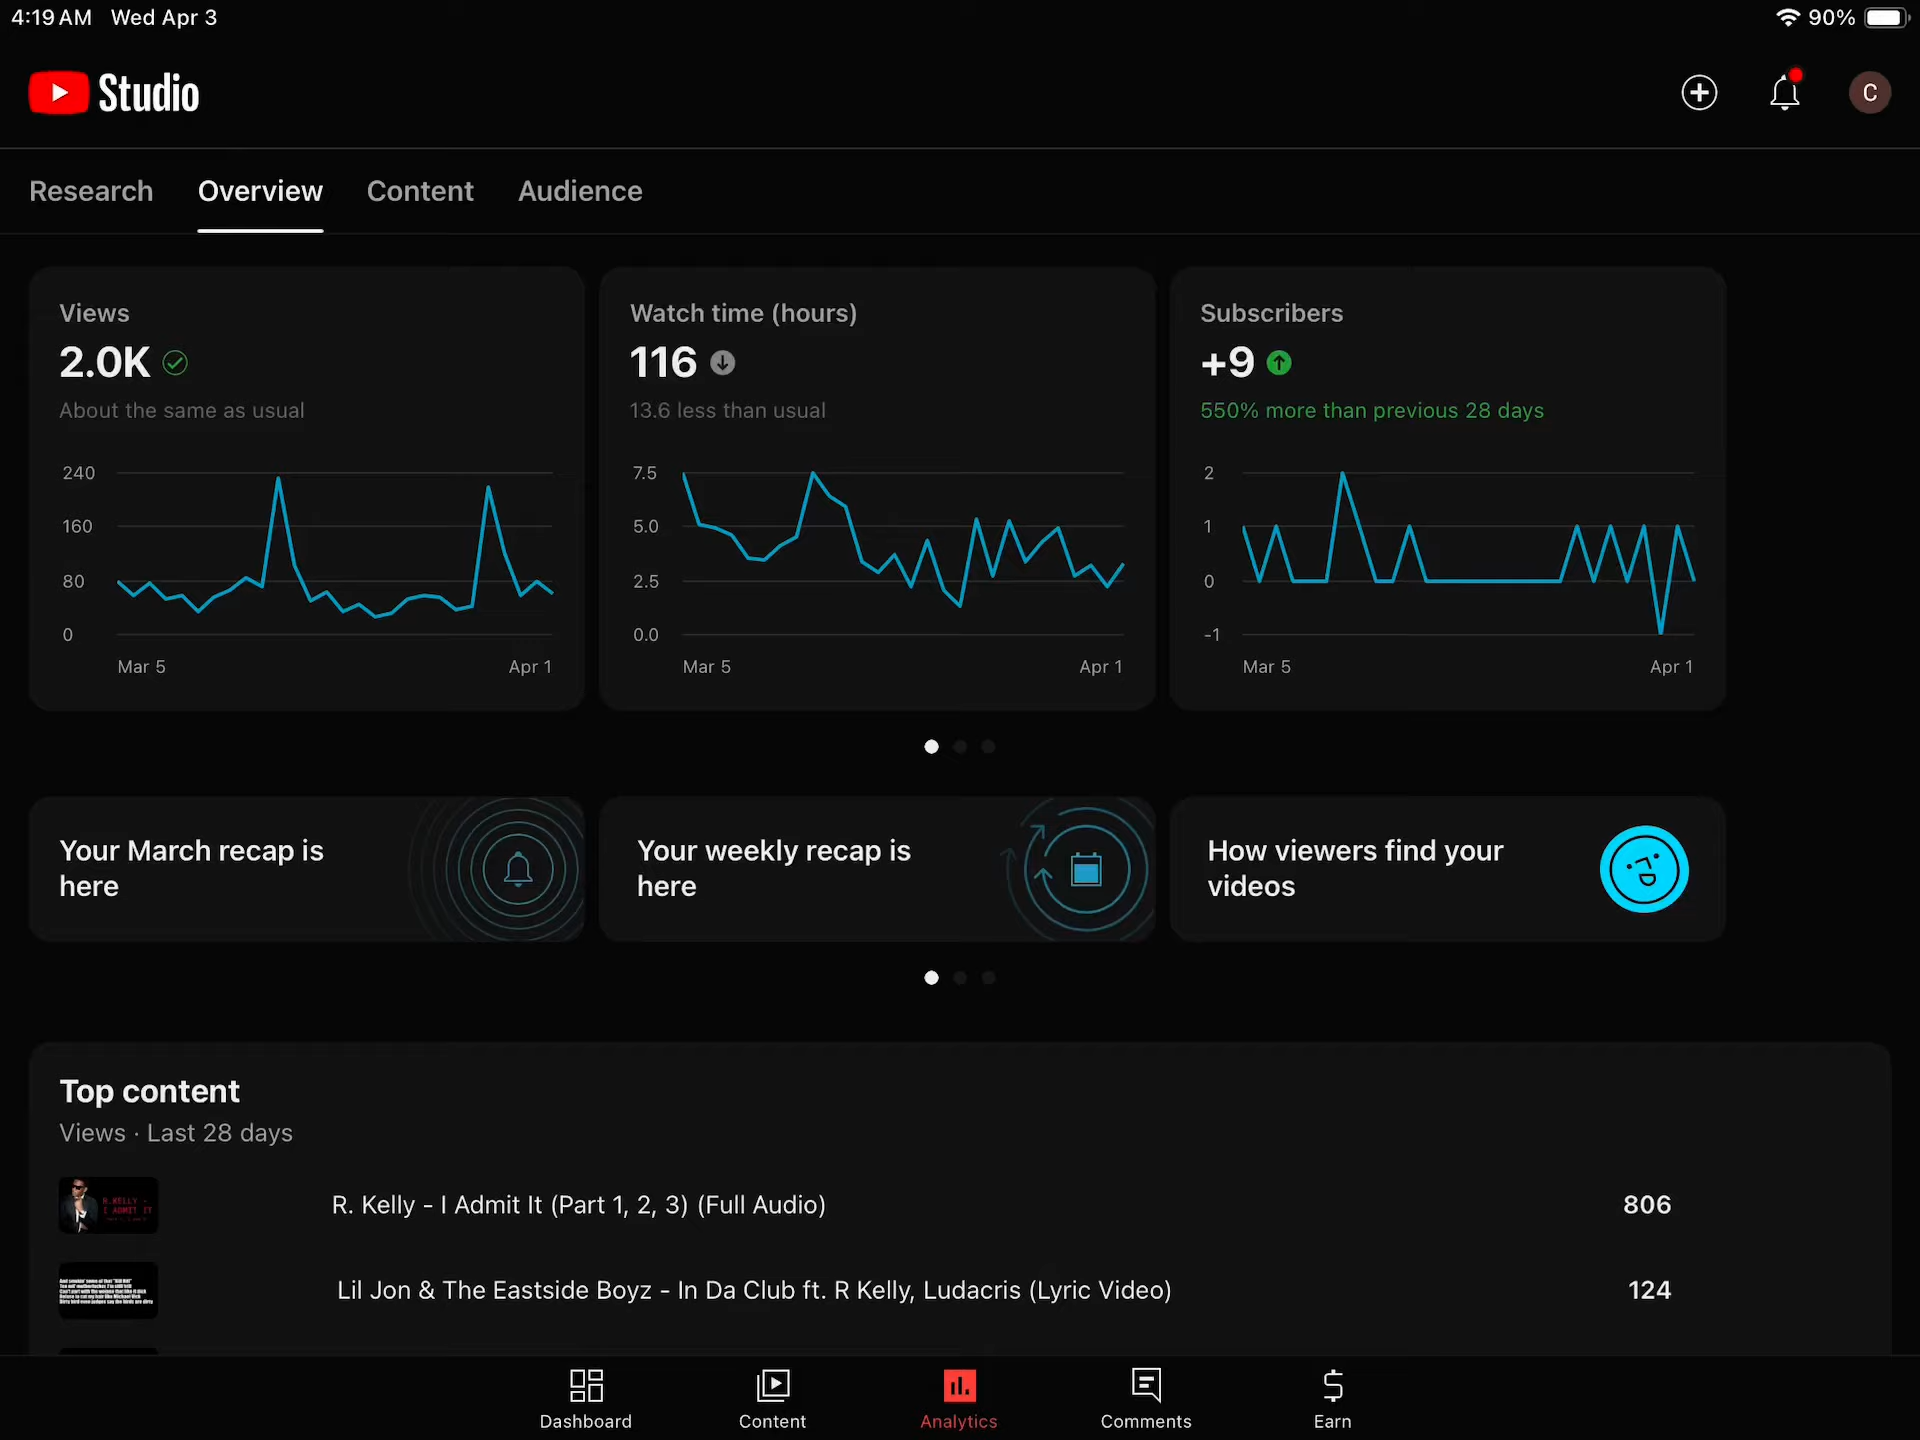 4:19 AM Wed Apr 3
90%
Studio
C
Research Overview Content Audience
Views
2.0K
About the same as usual
240
160
80
0
Mar 5 Apr 1
Watch time (hours)
116
13.6 less than usual
7.5
5.0
2.5
0.0
Mar 5 Apr 1
Subscribers
+9
550% more than previous 28 days
2
1
0
-1
Mar 5 Apr 1
Your March recap is
here
Your weekly recap is
here
How viewers find your
videos
Top content
Views · Last 28 days
R.KELLY -
I ADMIT IT
R. Kelly - I Admit It (Part 1, 2, 3) (Full Audio) 806
Lil Jon & The Eastside Boyz - In Da Club ft. R Kelly, Ludacris (Lyric Video) 124
Dashboard Content Analytics Comments Earn